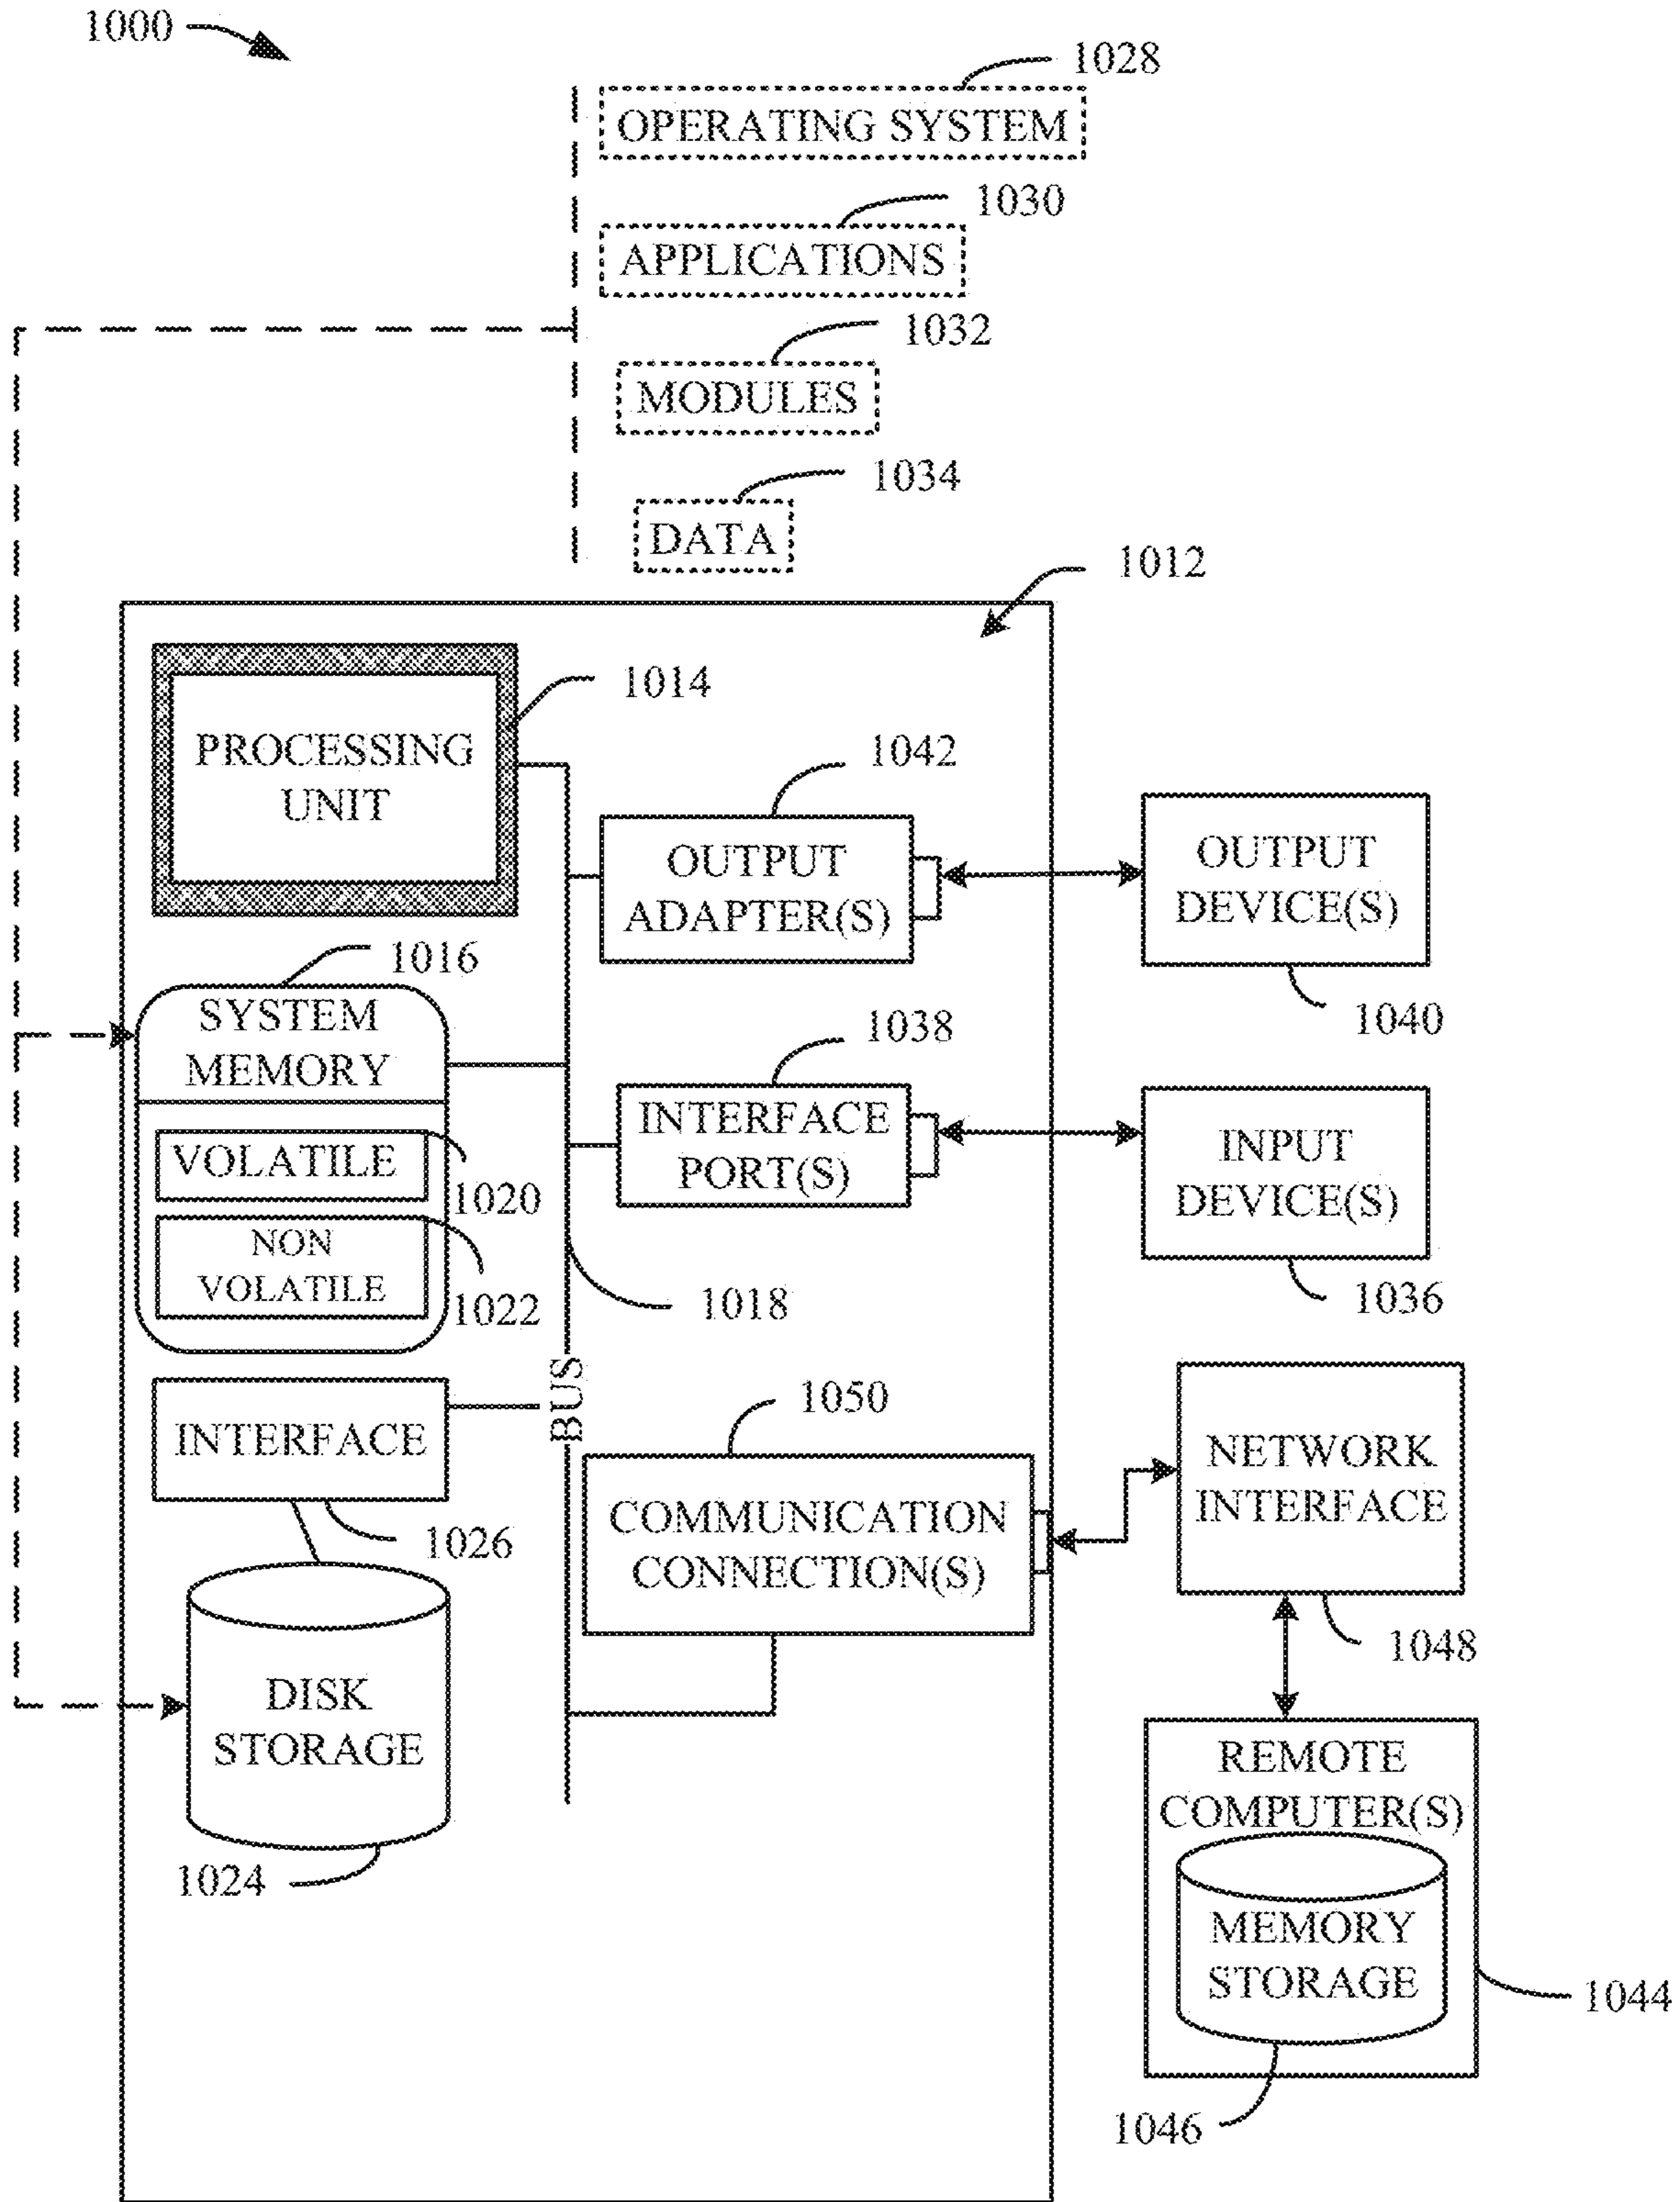 1000
1028
OPERATING SYSTEM
1030
APPLICATIONS
1032
MODULES
1034
DATA
1012
1014
PROCESSING
UNIT
1042
OUTPUT
ADAPTER(S)
OUTPUT
DEVICE(S)
1040
1016
SYSTEM
MEMORY
1038
INTERFACE
PORT(S)
INPUT
DEVICE(S)
1036
VOLATILE
1020
NON
VOLATILE
1022
1018
BUS
INTERFACE
1026
1050
COMMUNICATION
CONNECTION(S)
NETWORK
INTERFACE
1048
DISK
STORAGE
1024
REMOTE
COMPUTER(S)
MEMORY
STORAGE
1044
1046